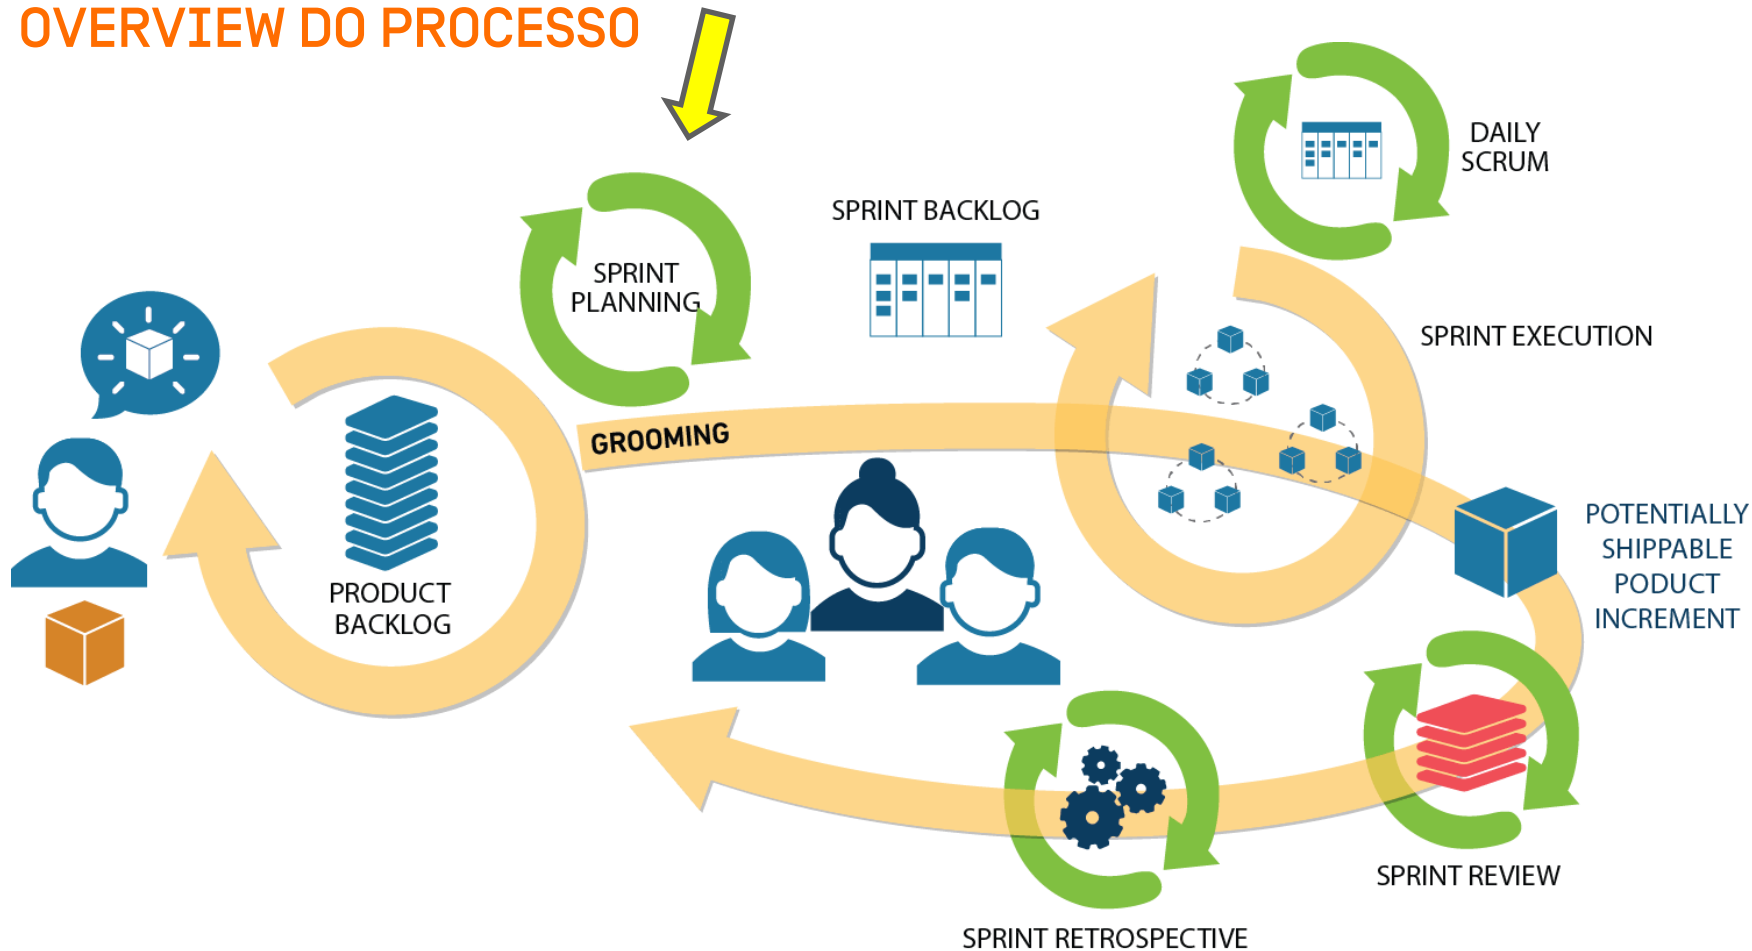 OVERVIEW DO PROCESSO
SPRINT
PLANNING
SPRINT BACKLOG
DAILY
SCRUM
SPRINT EXECUTION
GROOMING
PRODUCT
BACKLOG
POTENTIALLY
SHIPPABLE
PODUCT
INCREMENT
SPRINT REVIEW
SPRINT RETROSPECTIVE